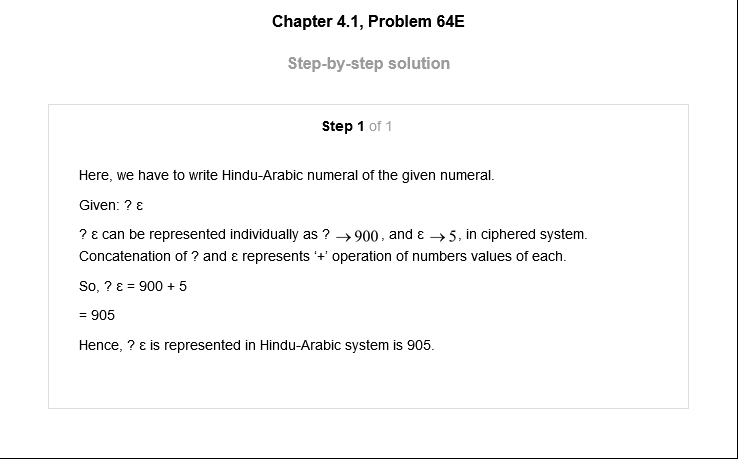 Chapter 4.1, Problem 64E
Step-by-step solution
Step 1 of 1
Here, we have to write Hindu-Arabic numeral of the given numeral.
Given: ? ε
? ε can be represented individually as ? → 900, and ε → 5, in ciphered system.
Concatenation of ? and ε represents ‘+’ operation of numbers values of each.
So, ? ε = 900 + 5
= 905
Hence, ? ε is represented in Hindu-Arabic system is 905.